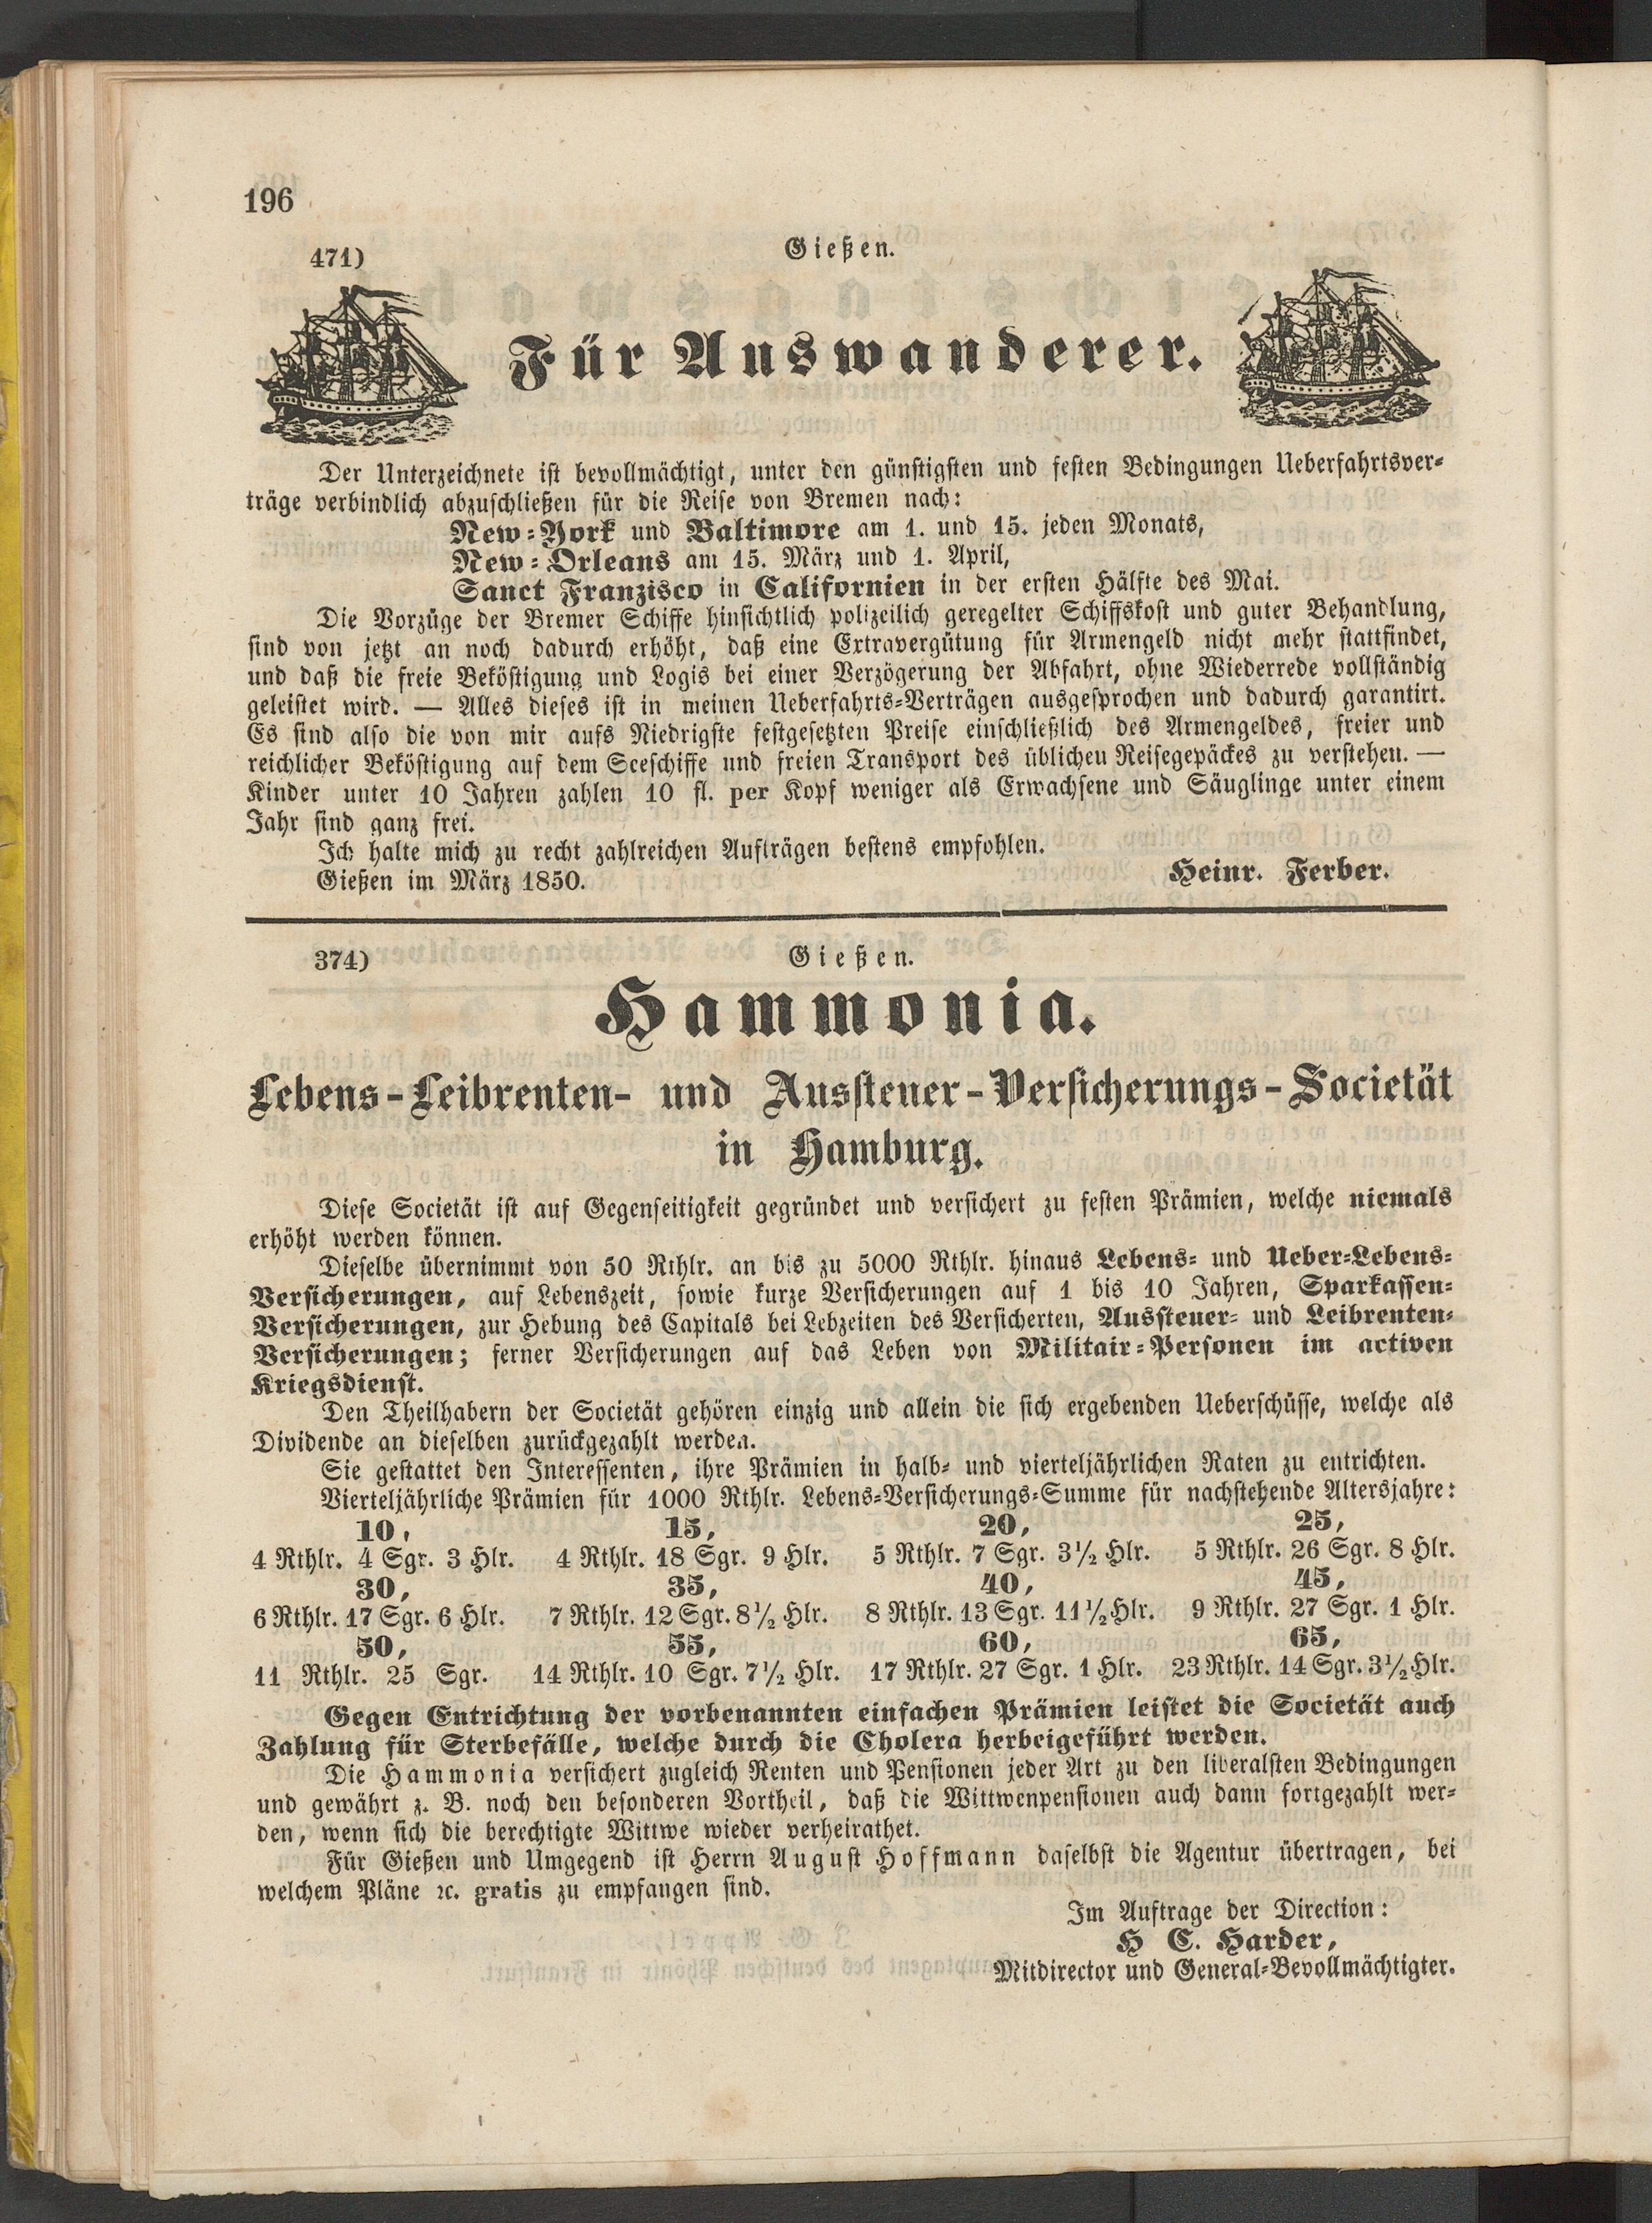 196
471) Gießen.
Für Auswanderer.
Der Unterzeichnete ist bevollmächtigt, unter den günstigsten und festen Bedingungen Ueberfahrtsver-
träge verbindlich abzuschließen für die Reise von Bremen nach:
New-York und Baltimore am 1. und 15. jeden Monats,
New-Orleans am 15. März und 1. April,
Sanct Franzisco in Californien in der ersten Hälfte des Mai.
Die Vorzüge der Bremer Schiffe hinsichtlich polizeilich geregelter Schiffskost und guter Behandlung,
sind von jetzt an noch dadurch erhöht, daß eine Extravergütung für Armengeld nicht mehr stattfindet,
und daß die freie Beköstigung und Logis bei einer Verzögerung der Abfahrt, ohne Wiederrede vollständig
geleistet wird. — Alles dieses ist in meinen Ueberfahrts-Verträgen ausgesprochen und dadurch garantirt.
Es sind also die von mir aufs Niedrigste festgesetzten Preise einschließlich des Armengeldes, freier und
reichlicher Beköstigung auf dem Seeschiffe und freien Transport des üblichen Reisegepäckes zu verstehen. —
Kinder unter 10 Jahren zahlen 10 fl. per Kopf weniger als Erwachsene und Säuglinge unter einem
Jahr sind ganz frei.
Ich halte mich zu recht zahlreichen Aufträgen bestens empfohlen.
Gießen im März 1850. Heinr. Ferber.
374) Gießen.
Hammonia.
Lebens-Leibrenten- und Aussteuer-Versicherungs-Societät
in Hamburg.
Diese Societät ist auf Gegenseitigkeit gegründet und versichert zu festen Prämien, welche niemals
erhöht werden können.
Dieselbe übernimmt von 50 Rthlr. an bis zu 5000 Rthlr. hinaus Lebens- und Ueber-Lebens-
Versicherungen, auf Lebenszeit, sowie kurze Versicherungen auf 1 bis 10 Jahren, Sparkassen-
Versicherungen, zur Hebung des Capitals bei Lebzeiten des Versicherten, Aussteuer- und Leibrenten-
Versicherungen; ferner Versicherungen auf das Leben von Militair-Personen im activen
Kriegsdienst.
Den Theilhabern der Societät gehören einzig und allein die sich ergebenden Ueberschüsse, welche als
Dividende an dieselben zurückgezahlt werden.
Sie gestattet den Interessenten, ihre Prämien in halb- und vierteljährlichen Raten zu entrichten.
Vierteljährliche Prämien für 1000 Rthlr. Lebens-Versicherungs-Summe für nachstehende Altersjahre:
10, 15, 20, 25,
4 Rthlr. 4 Sgr. 3 Hlr. 4 Rthlr. 18 Sgr. 9 Hlr. 5 Rthlr. 7 Sgr. 3½ Hlr. 5 Rthlr. 26 Sgr. 8 Hlr.
30, 35, 40, 45,
6 Rthlr. 17 Sgr. 6 Hlr. 7 Rthlr. 12 Sgr. 8½ Hlr. 8 Rthlr. 13 Sgr. 11½ Hlr. 9 Rthlr. 27 Sgr. 1 Hlr.
50, 55, 60, 65,
11 Rthlr. 25 Sgr. 14 Rthlr. 10 Sgr. 7½ Hlr. 17 Rthlr. 27 Sgr. 1 Hlr. 23 Rthlr. 14 Sgr. 3½ Hlr.
Gegen Entrichtung der vorbenannten einfachen Prämien leistet die Societät auch
Zahlung für Sterbefälle, welche durch die Cholera herbeigeführt werden.
Die Hammonia versichert zugleich Renten und Pensionen jeder Art zu den liberalsten Bedingungen
und gewährt z. B. noch den besonderen Vortheil, daß die Wittwenpensionen auch dann fortgezahlt wer-
den, wenn sich die berechtigte Wittwe wieder verheirathet.
Für Gießen und Umgegend ist Herrn August Hoffmann daselbst die Agentur übertragen, bei
welchem Pläne ꝛc. gratis zu empfangen sind.
Im Auftrage der Direction:
H C. Harder,
Mitdirector und General-Bevollmächtigter.